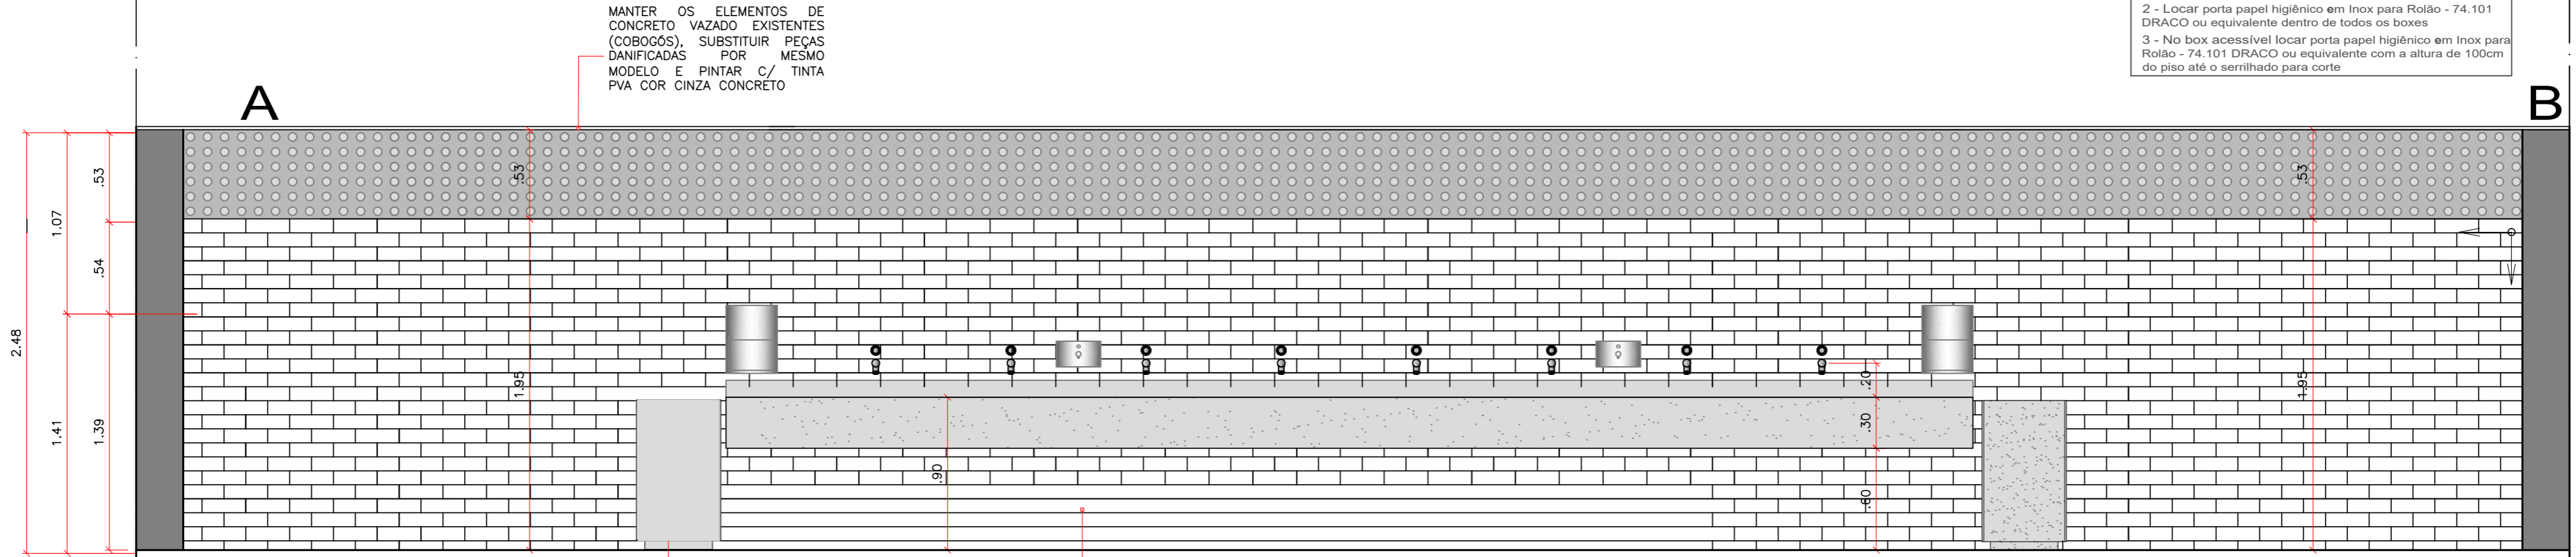 MANTER OS ELEMENTOS DE
CONCRETO VAZADO EXISTENTES
(COBOGÓS), SUBSTITUIR PEÇAS
DANIFICADAS POR MESMO
MODELO E PINTAR C/ TINTA
PVA COR CINZA CONCRETO
2 - Locar porta papel higiênico em Inox para Rolão - 74.101
DRACO ou equivalente dentro de todos os boxes
3 - No box acessível locar porta papel higiênico em Inox para
Rolão - 74.101 DRACO ou equivalente com a altura de 100cm
do piso até o serrilhado para corte
A
B
2.48
1.07
1.41
.53
.54
1.39
.53
1.95
.90
.20
.30
.60
.53
1.95